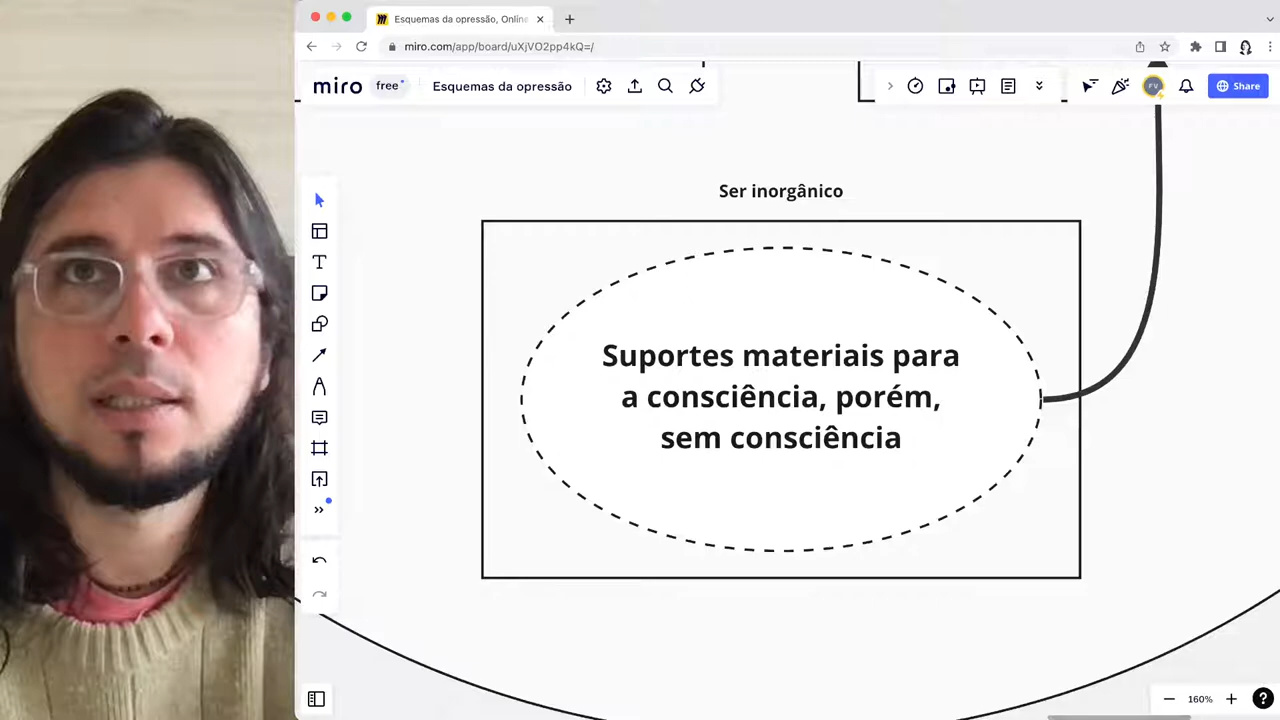 Esquemas da opressão, Online
miro.com/app/board/uXjVO2pp4kQ=/
miro
free
Esquemas da opressão
FV
Share
Ser inorgânico
Suportes materiais para
a consciência, porém,
sem consciência
160%